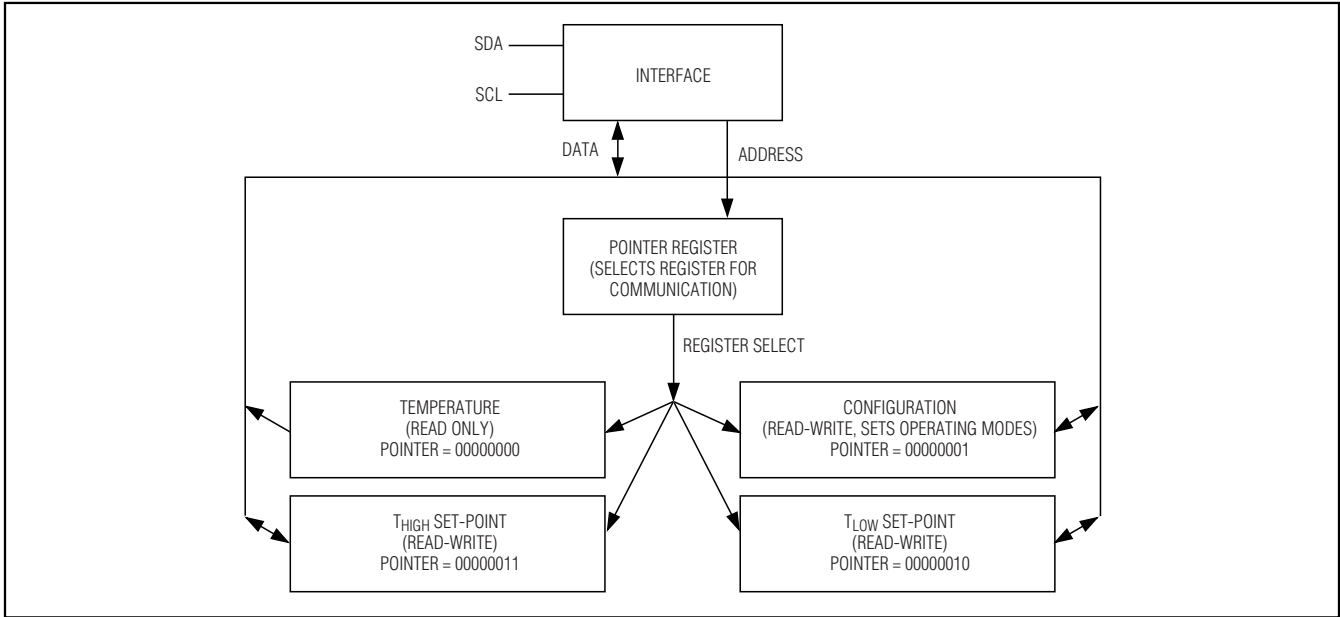 SDA
SCL
INTERFACE
DATA
ADDRESS
POINTER REGISTER
(SELECTS REGISTER FOR
COMMUNICATION)
REGISTER SELECT
TEMPERATURE
(READ ONLY)
POINTER = 00000000
CONFIGURATION
(READ-WRITE, SETS OPERATING MODES)
POINTER = 00000001
THIGH SET-POINT
(READ-WRITE)
POINTER = 00000011
TLOW SET-POINT
(READ-WRITE)
POINTER = 00000010